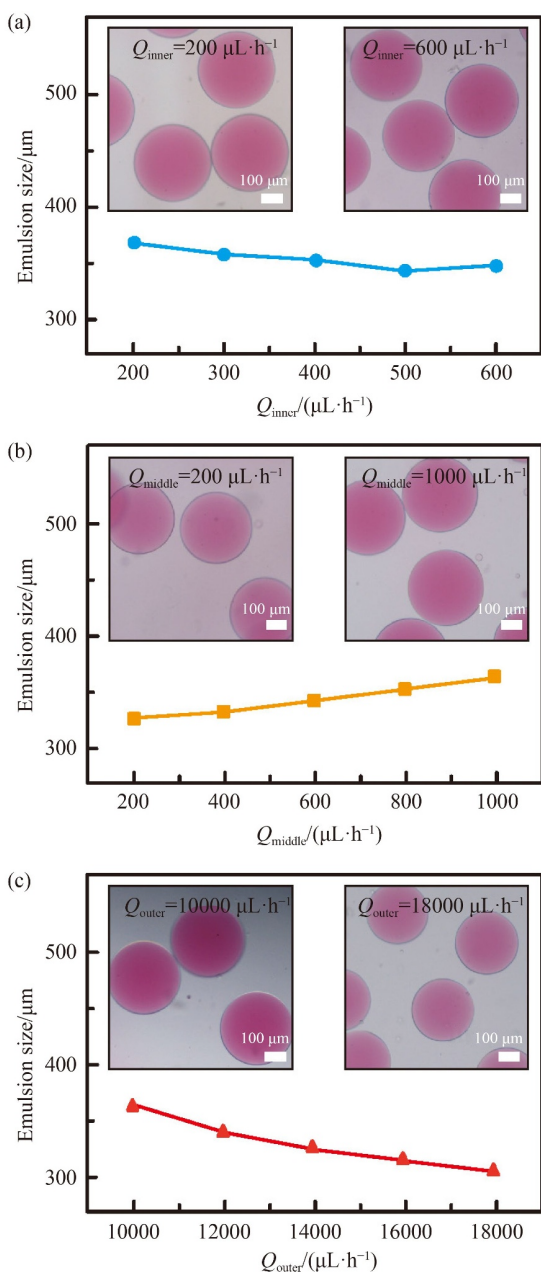 (a)
Q_inner=200 μL·h⁻¹
Q_inner=600 μL·h⁻¹
100 μm
100 μm
500
400
300
Emulsion size/μm
200 300 400 500 600
Q_inner/(μL·h⁻¹)
(b)
Q_middle=200 μL·h⁻¹
Q_middle=1000 μL·h⁻¹
100 μm
100 μm
500
400
300
Emulsion size/μm
200 400 600 800 1000
Q_middle/(μL·h⁻¹)
(c)
Q_outer=10000 μL·h⁻¹
Q_outer=18000 μL·h⁻¹
100 μm
100 μm
500
400
300
Emulsion size/μm
10000 12000 14000 16000 18000
Q_outer/(μL·h⁻¹)